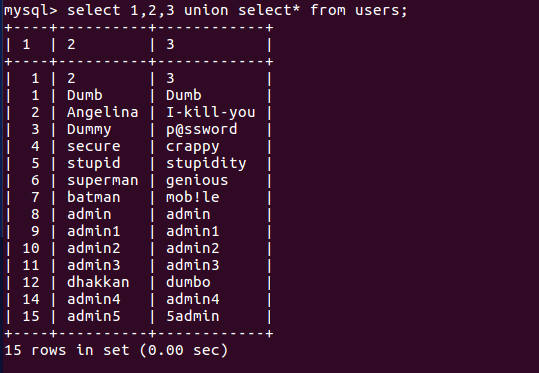 mysql> select 1,2,3 union select* from users;
+----+----------+------------+
| 1  | 2        | 3          |
+----+----------+------------+
|  1 | 2        | 3          |
|  1 | Dumb     | Dumb       |
|  2 | Angelina | I-kill-you |
|  3 | Dummy    | p@ssword   |
|  4 | secure   | crappy     |
|  5 | stupid   | stupidity  |
|  6 | superman | genious    |
|  7 | batman   | mob!le     |
|  8 | admin    | admin      |
|  9 | admin1   | admin1     |
| 10 | admin2   | admin2     |
| 11 | admin3   | admin3     |
| 12 | dhakkan  | dumbo      |
| 14 | admin4   | admin4     |
| 15 | admin5   | 5admin     |
+----+----------+------------+
15 rows in set (0.00 sec)